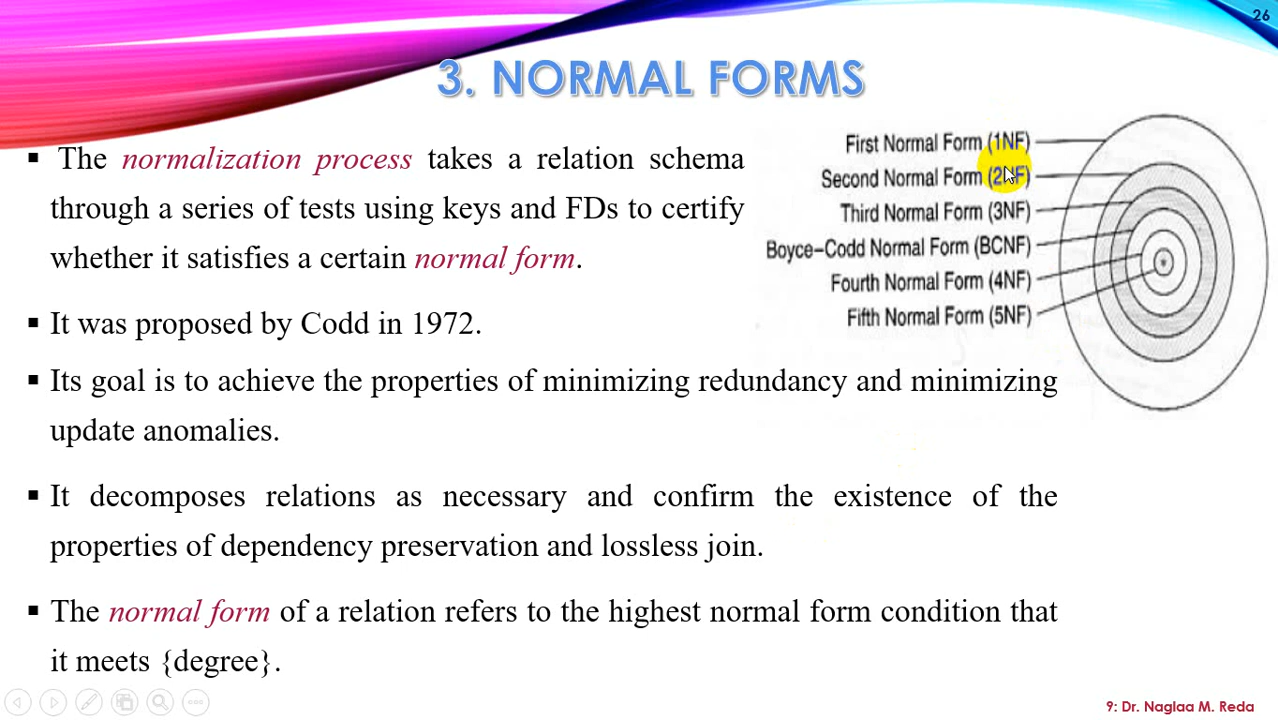 26
3. NORMAL FORMS
▪ The normalization process takes a relation schema
through a series of tests using keys and FDs to certify
whether it satisfies a certain normal form.
First Normal Form (1NF)
Second Normal Form (2NF)
Third Normal Form (3NF)
Boyce-Codd Normal Form (BCNF)
Fourth Normal Form (4NF)
Fifth Normal Form (5NF)
▪ It was proposed by Codd in 1972.
▪ Its goal is to achieve the properties of minimizing redundancy and minimizing
update anomalies.
▪ It decomposes relations as necessary and confirm the existence of the
properties of dependency preservation and lossless join.
▪ The normal form of a relation refers to the highest normal form condition that
it meets {degree}.
9: Dr. Naglaa M. Reda